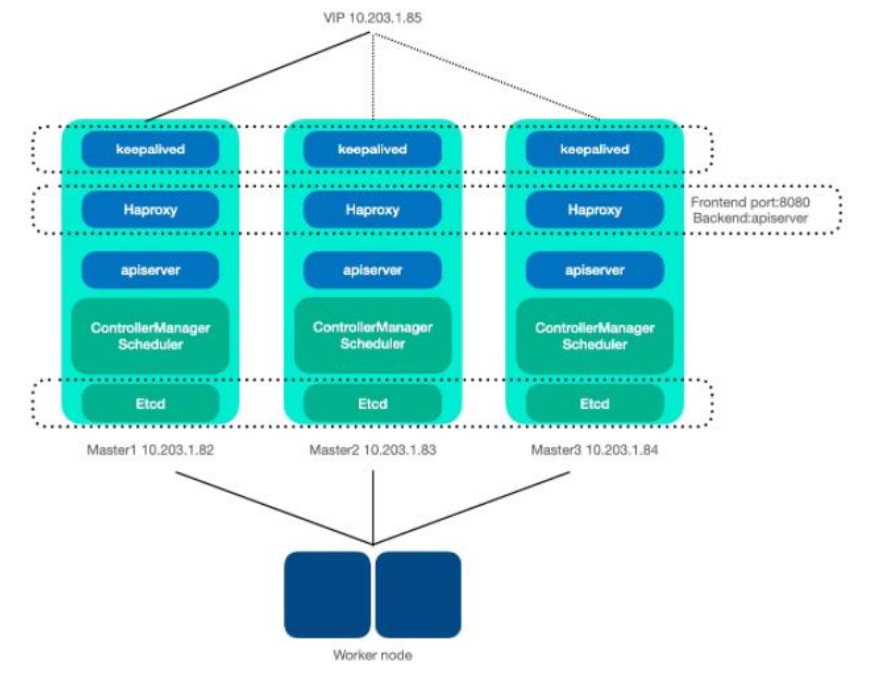 VIP 10.203.1.85
keepalived
keepalived
keepalived
Haproxy
Haproxy
Haproxy
Frontend port:8080
Backend:apiserver
apiserver
apiserver
apiserver
ControllerManager
Scheduler
ControllerManager
Scheduler
ControllerManager
Scheduler
Etcd
Etcd
Etcd
Master1 10.203.1.82
Master2 10.203.1.83
Master3 10.203.1.84
Worker node